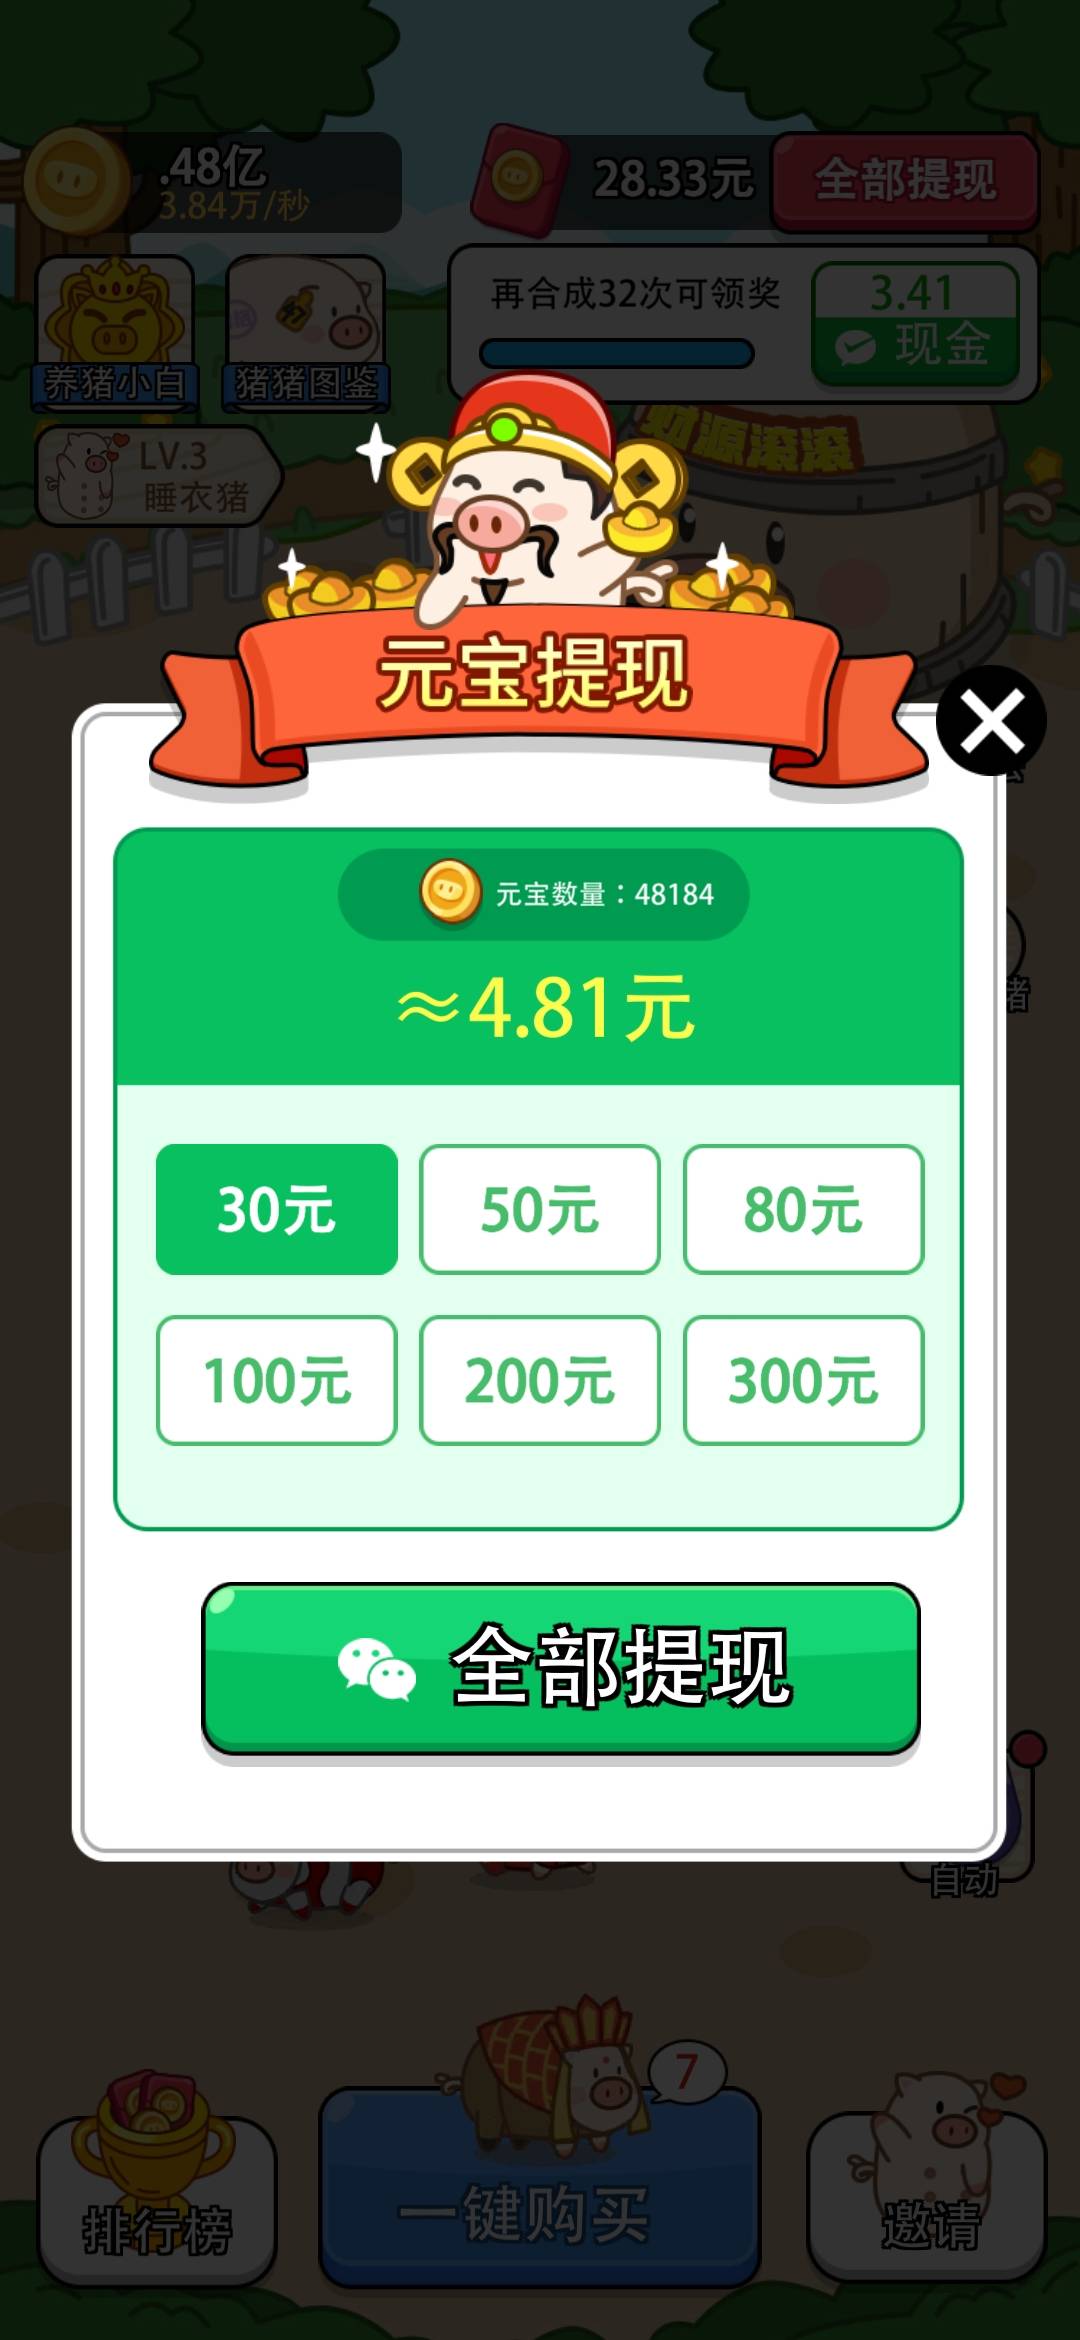 .48亿
3.84万/秒
28.33元
全部提现
再合成32次可领奖
3.41
现金
养猪小白
猪猪图鉴
财源滚滚
LV.3
睡衣猪
元宝提现
元宝数量：48184
≈4.81元
30元
50元
80元
100元
200元
300元
猪
全部提现
自动
7
一键购买
排行榜
邀请